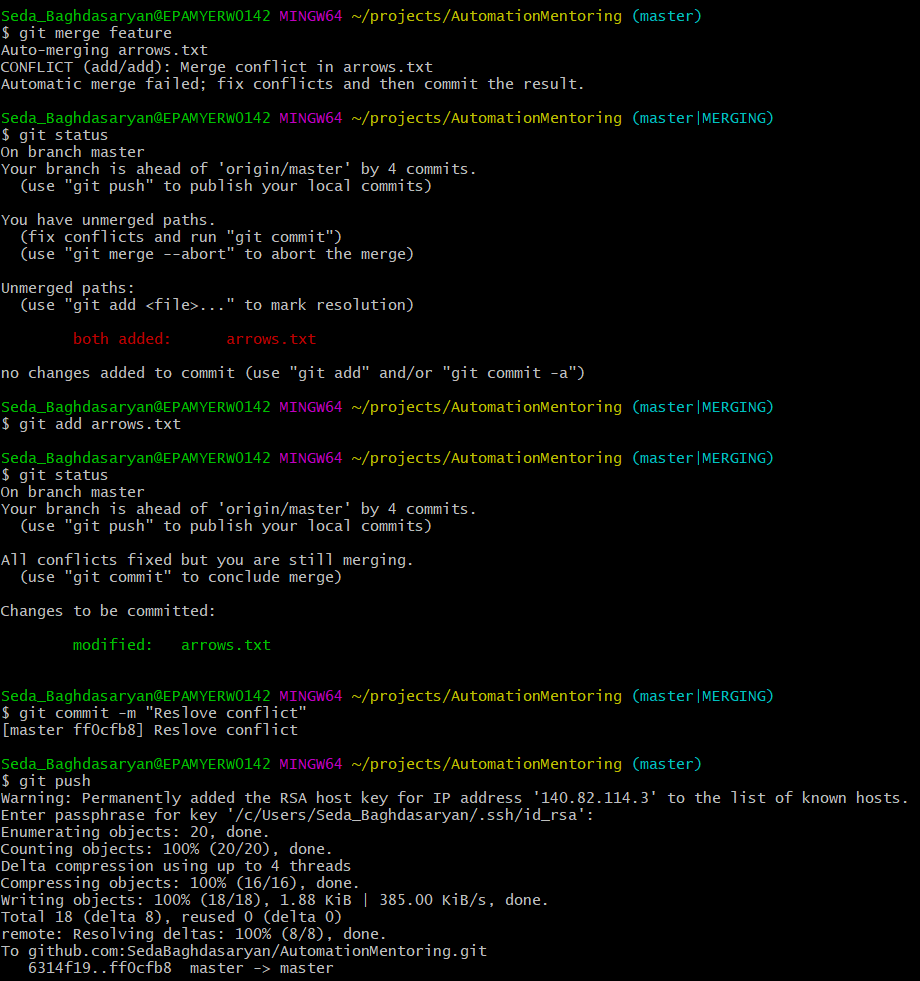 Seda_Baghdasaryan@EPAMYERW0142 MINGW64 ~/projects/AutomationMentoring (master)
$ git merge feature
Auto-merging arrows.txt
CONFLICT (add/add): Merge conflict in arrows.txt
Automatic merge failed; fix conflicts and then commit the result.

Seda_Baghdasaryan@EPAMYERW0142 MINGW64 ~/projects/AutomationMentoring (master|MERGING)
$ git status
On branch master
Your branch is ahead of 'origin/master' by 4 commits.
  (use "git push" to publish your local commits)

You have unmerged paths.
  (fix conflicts and run "git commit")
  (use "git merge --abort" to abort the merge)

Unmerged paths:
  (use "git add <file>..." to mark resolution)

        both added:      arrows.txt

no changes added to commit (use "git add" and/or "git commit -a")

Seda_Baghdasaryan@EPAMYERW0142 MINGW64 ~/projects/AutomationMentoring (master|MERGING)
$ git add arrows.txt

Seda_Baghdasaryan@EPAMYERW0142 MINGW64 ~/projects/AutomationMentoring (master|MERGING)
$ git status
On branch master
Your branch is ahead of 'origin/master' by 4 commits.
  (use "git push" to publish your local commits)

All conflicts fixed but you are still merging.
  (use "git commit" to conclude merge)

Changes to be committed:

        modified:   arrows.txt


Seda_Baghdasaryan@EPAMYERW0142 MINGW64 ~/projects/AutomationMentoring (master|MERGING)
$ git commit -m "Reslove conflict"
[master ff0cfb8] Reslove conflict

Seda_Baghdasaryan@EPAMYERW0142 MINGW64 ~/projects/AutomationMentoring (master)
$ git push
Warning: Permanently added the RSA host key for IP address '140.82.114.3' to the list of known hosts.
Enter passphrase for key '/c/Users/Seda_Baghdasaryan/.ssh/id_rsa':
Enumerating objects: 20, done.
Counting objects: 100% (20/20), done.
Delta compression using up to 4 threads
Compressing objects: 100% (16/16), done.
Writing objects: 100% (18/18), 1.88 KiB | 385.00 KiB/s, done.
Total 18 (delta 8), reused 0 (delta 0)
remote: Resolving deltas: 100% (8/8), done.
To github.com:SedaBaghdasaryan/AutomationMentoring.git
   6314f19..ff0cfb8  master -> master